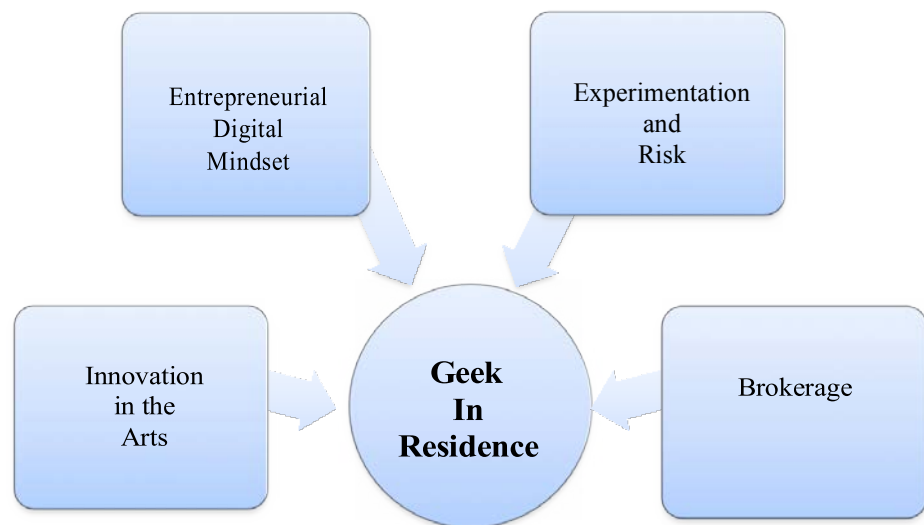 Entrepreneurial
Digital
Mindset
Experimentation
and
Risk
Innovation
in the
Arts
Geek
In
Residence
Brokerage